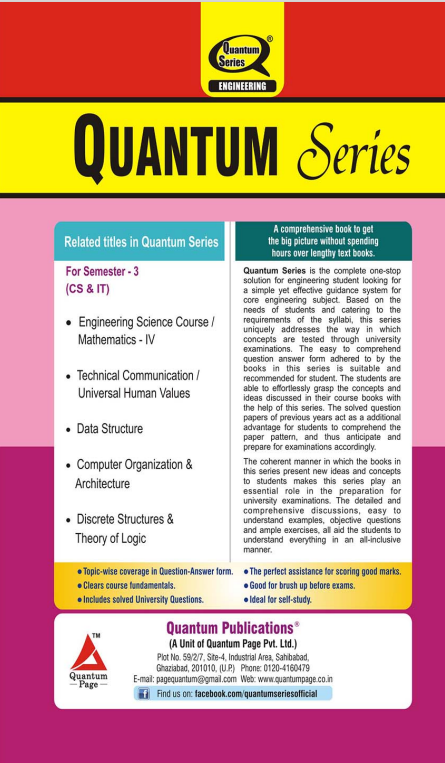 Quantum
Series
®
ENGINEERING
QUANTUM Series
Related titles in Quantum Series
For Semester - 3
(CS & IT)
• Engineering Science Course /
Mathematics - IV
• Technical Communication /
Universal Human Values
• Data Structure
• Computer Organization &
Architecture
• Discrete Structures &
Theory of Logic
A comprehensive book to get
the big picture without spending
hours over lengthy text books.
Quantum Series is the complete one-stop
solution for engineering student looking for
a simple yet effective guidance system for
core engineering subject. Based on the
needs of students and catering to the
requirements of the syllabi, this series
uniquely addresses the way in which
concepts are tested through university
examinations. The easy to comprehend
question answer form adhered to by the
books in this series is suitable and
recommended for student. The students are
able to effortlessly grasp the concepts and
ideas discussed in their course books with
the help of this series. The solved question
papers of previous years act as a additional
advantage for students to comprehend the
paper pattern, and thus anticipate and
prepare for examinations accordingly.
The coherent manner in which the books in
this series present new ideas and concepts
to students makes this series play an
essential role in the preparation for
university examinations. The detailed and
comprehensive discussions, easy to
understand examples, objective questions
and ample exercises, all aid the students to
understand everything in an all-inclusive
manner.
• Topic-wise coverage in Question-Answer form.
• Clears course fundamentals.
• Includes solved University Questions.
• The perfect assistance for scoring good marks.
• Good for brush up before exams.
• Ideal for self-study.
TM
Quantum
Page
Quantum Publications®
(A Unit of Quantum Page Pvt. Ltd.)
Plot No. 59/2/7, Site-4, Industrial Area, Sahibabad,
Ghaziabad, 201010, (U.P.) Phone: 0120-4160479
E-mail: pagequantum@gmail.com Web: www.quantumpage.co.in
f Find us on: facebook.com/quantumseriesofficial